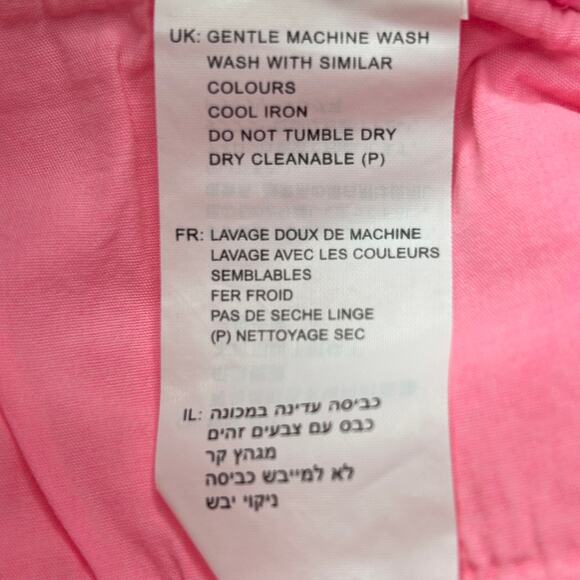 UK: GENTLE MACHINE WASH
WASH WITH SIMILAR
COLOURS
COOL IRON
DO NOT TUMBLE DRY
DRY CLEANABLE (P)
FR: LAVAGE DOUX DE MACHINE
LAVAGE AVEC LES COULEURS
SEMBLABLES
FER FROID
PAS DE SECHE LINGE
(P) NETTOYAGE SEC
IL: כביסה עדינה במכונה
כבס עם צבעים זהים
מגהץ קר
לא למייבש כביסה
ניקוי יבש